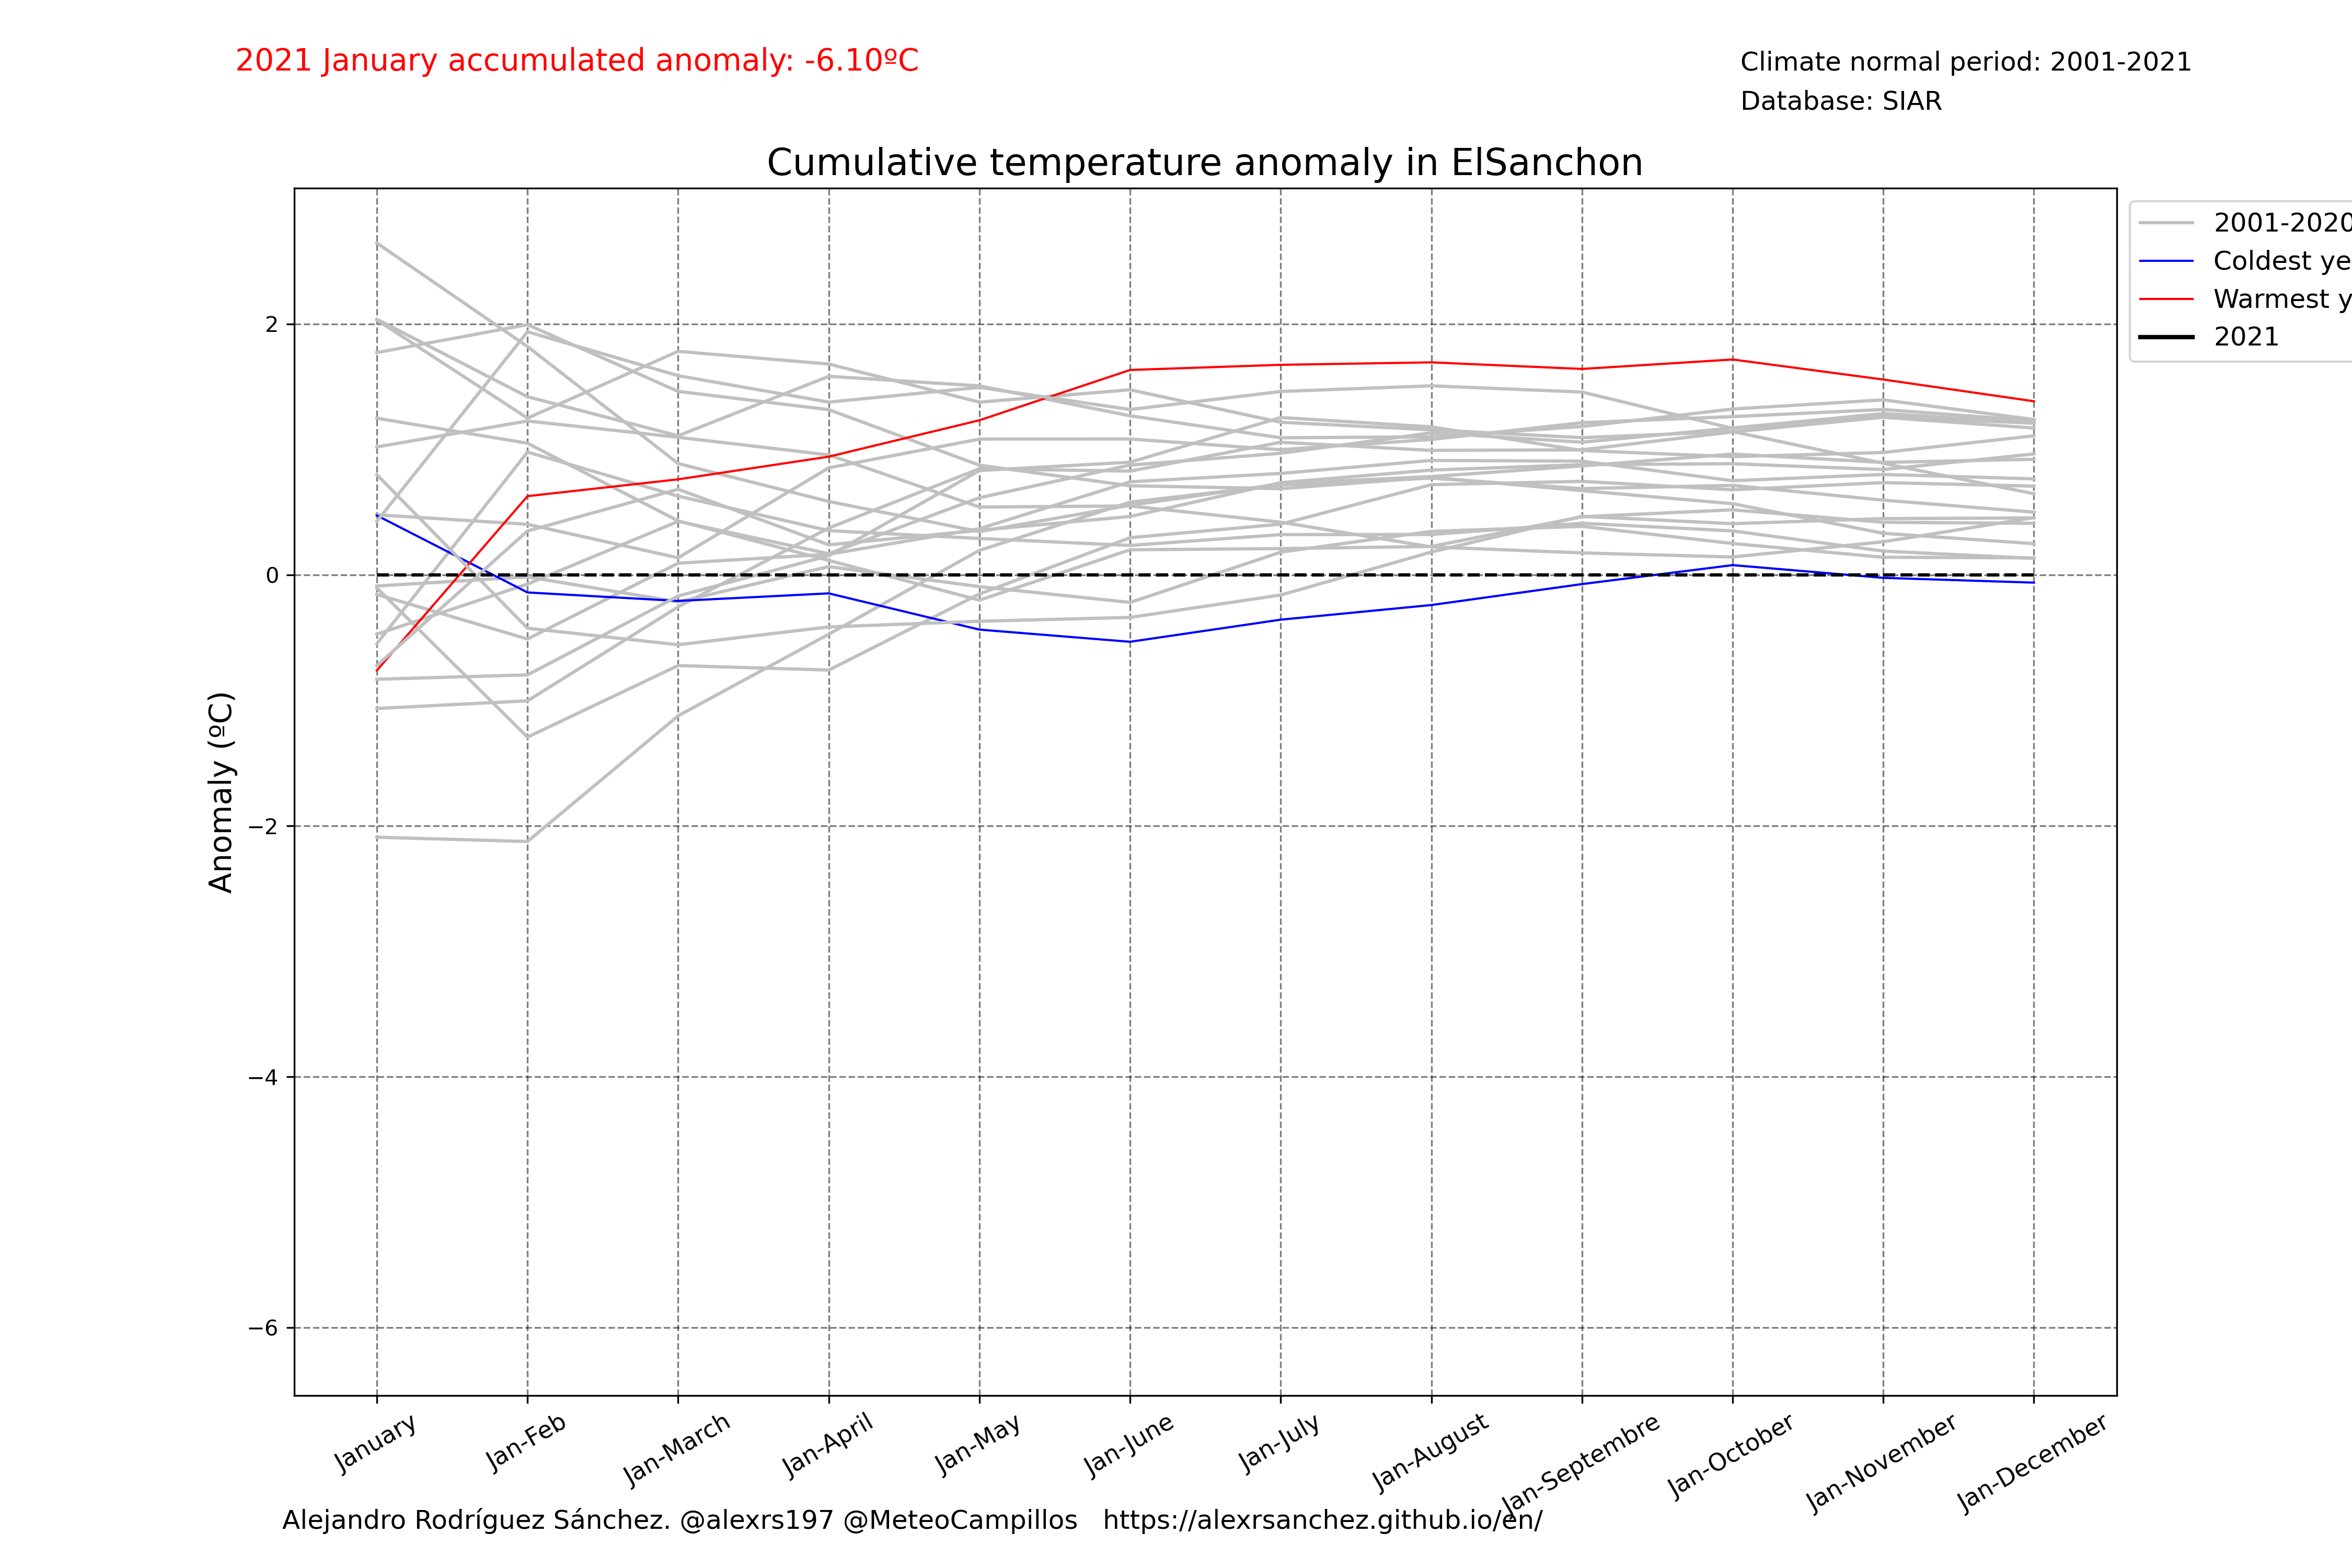 2021 January accumulated anomaly: -6.10ºC
Climate normal period: 2001-2021
Database: SIAR
Cumulative temperature anomaly in ElSanchon
2001-2020
Coldest ye
Warmest y
2021
Anomaly (ºC)
2
0
−2
−4
−6
January
Jan-Feb
Jan-March
Jan-April
Jan-May
Jan-June
Jan-July
Jan-August
Jan-Septembre
Jan-October
Jan-November
Jan-December
Alejandro Rodríguez Sánchez. @alexrs197 @MeteoCampillos https://alexrsanchez.github.io/en/